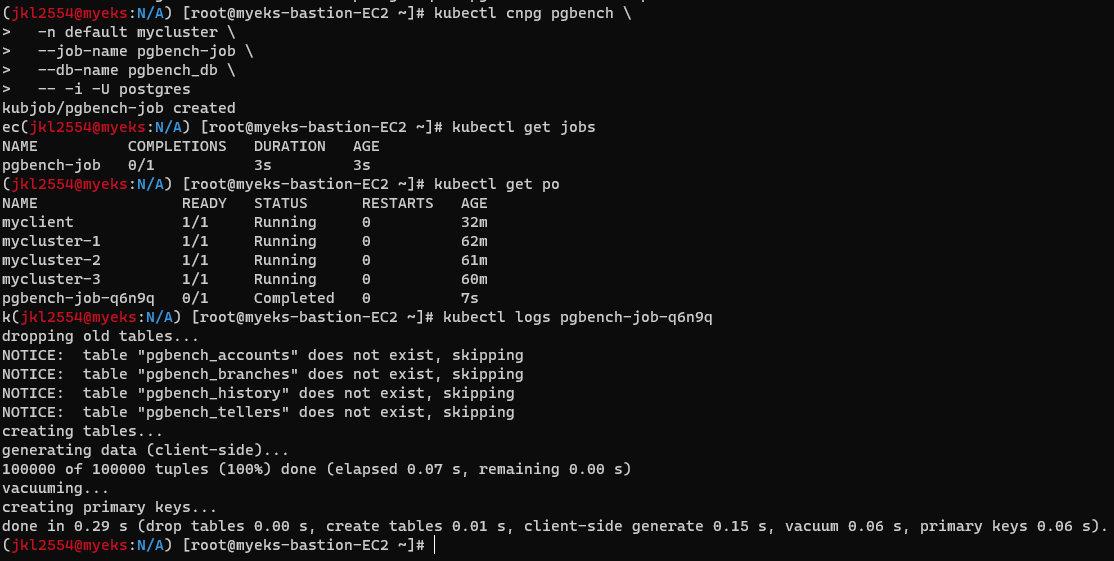 (jkl2554@myeks:N/A) [root@myeks-bastion-EC2 ~]# kubectl cnpg pgbench \
>   -n default mycluster \
>   --job-name pgbench-job \
>   --db-name pgbench_db \
>   -- -i -U postgres
kubjob/pgbench-job created
ec(jkl2554@myeks:N/A) [root@myeks-bastion-EC2 ~]# kubectl get jobs
NAME          COMPLETIONS   DURATION   AGE
pgbench-job   0/1           3s         3s
(jkl2554@myeks:N/A) [root@myeks-bastion-EC2 ~]# kubectl get po
NAME                READY   STATUS      RESTARTS   AGE
myclient            1/1     Running     0          32m
mycluster-1         1/1     Running     0          62m
mycluster-2         1/1     Running     0          61m
mycluster-3         1/1     Running     0          60m
pgbench-job-q6n9q   0/1     Completed   0          7s
k(jkl2554@myeks:N/A) [root@myeks-bastion-EC2 ~]# kubectl logs pgbench-job-q6n9q
dropping old tables...
NOTICE:  table "pgbench_accounts" does not exist, skipping
NOTICE:  table "pgbench_branches" does not exist, skipping
NOTICE:  table "pgbench_history" does not exist, skipping
NOTICE:  table "pgbench_tellers" does not exist, skipping
creating tables...
generating data (client-side)...
100000 of 100000 tuples (100%) done (elapsed 0.07 s, remaining 0.00 s)
vacuuming...
creating primary keys...
done in 0.29 s (drop tables 0.00 s, create tables 0.01 s, client-side generate 0.15 s, vacuum 0.06 s, primary keys 0.06 s).
(jkl2554@myeks:N/A) [root@myeks-bastion-EC2 ~]#